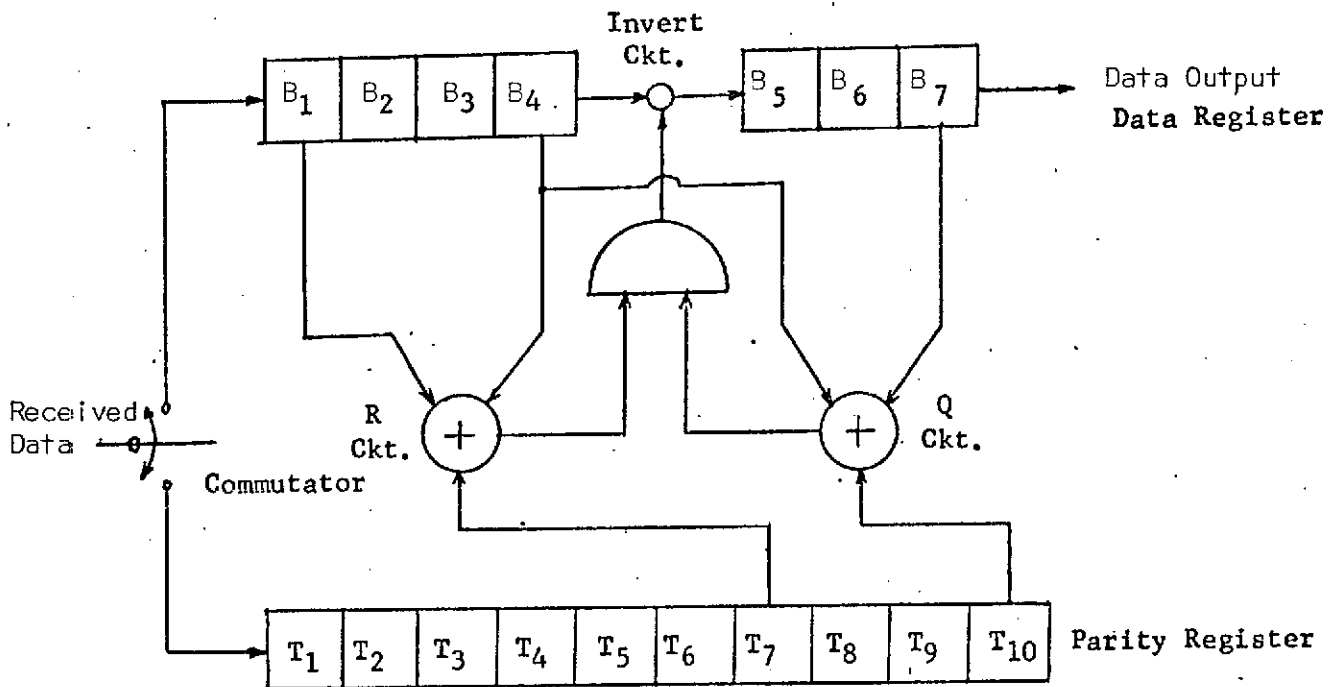 Invert
Ckt.
B1 B2 B3 B4
B5 B6 B7
Data Output
Data Register
Received
Data
Commutator
R
Ckt.
Q
Ckt.
+
+
T1 T2 T3 T4 T5 T6 T7 T8 T9 T10
Parity Register